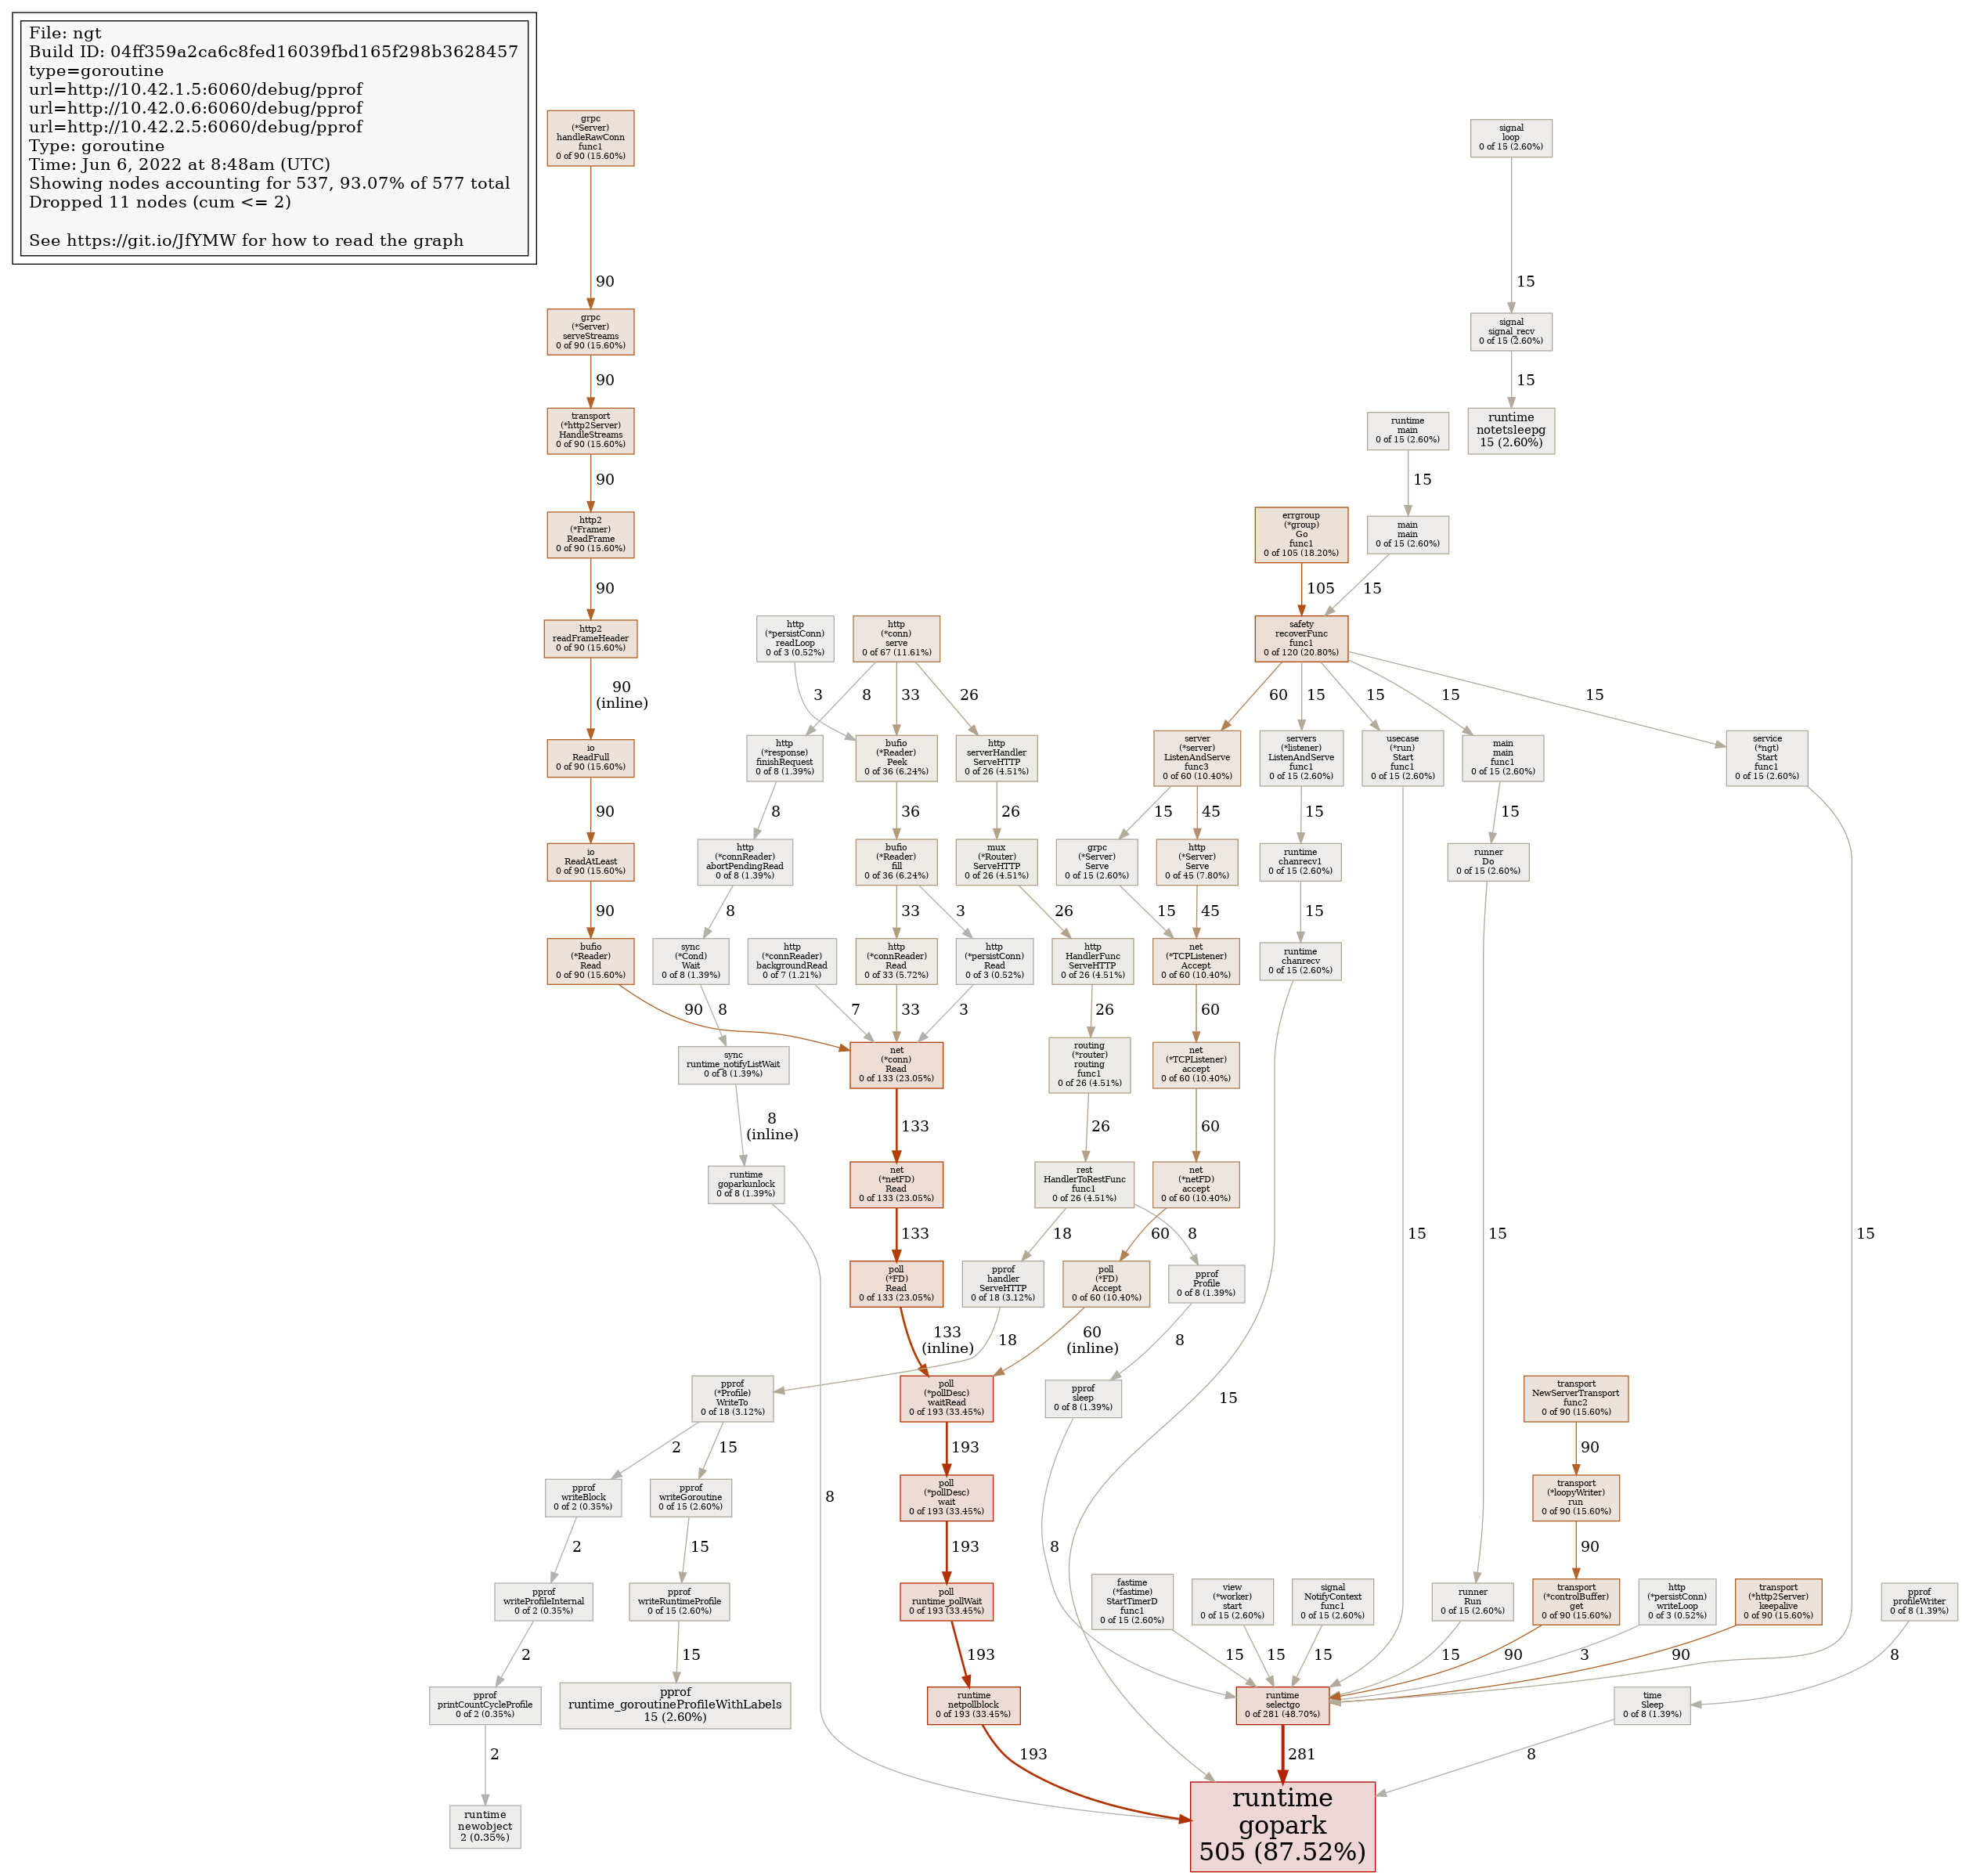 File: ngt
Build ID: 04ff359a2ca6c8fed16039fbd165f298b3628457
type=goroutine
url=http://10.42.1.5:6060/debug/pprof
url=http://10.42.0.6:6060/debug/pprof
url=http://10.42.2.5:6060/debug/pprof
Type: goroutine
Time: Jun 6, 2022 at 8:48am (UTC)
Showing nodes accounting for 537, 93.07% of 577 total
Dropped 11 nodes (cum <= 2)
See https://git.io/JfYMW for how to read the graph
grpc
(*Server)
handleRawConn
func1
0 of 90 (15.60%)
90
grpc
(*Server)
serveStreams
0 of 90 (15.60%)
90
transport
(*http2Server)
HandleStreams
0 of 90 (15.60%)
90
http2
(*Framer)
ReadFrame
0 of 90 (15.60%)
90
http2
readFrameHeader
0 of 90 (15.60%)
90
(inline)
io
ReadFull
0 of 90 (15.60%)
90
io
ReadAtLeast
0 of 90 (15.60%)
90
bufio
(*Reader)
Read
0 of 90 (15.60%)
90
signal
loop
0 of 15 (2.60%)
15
signal
signal_recv
0 of 15 (2.60%)
15
runtime
notetsleepg
15 (2.60%)
runtime
main
0 of 15 (2.60%)
15
main
main
0 of 15 (2.60%)
15
errgroup
(*group)
Go
func1
0 of 105 (18.20%)
105
safety
recoverFunc
func1
0 of 120 (20.80%)
60
15
15
15
15
http
(*persistConn)
readLoop
0 of 3 (0.52%)
3
http
(*conn)
serve
0 of 67 (11.61%)
8
33
26
http
(*response)
finishRequest
0 of 8 (1.39%)
8
bufio
(*Reader)
Peek
0 of 36 (6.24%)
36
http
serverHandler
ServeHTTP
0 of 26 (4.51%)
26
server
(*server)
ListenAndServe
func3
0 of 60 (10.40%)
15
45
servers
(*listener)
ListenAndServe
func1
0 of 15 (2.60%)
15
usecase
(*run)
Start
func1
0 of 15 (2.60%)
15
main
main
func1
0 of 15 (2.60%)
15
service
(*ngt)
Start
func1
0 of 15 (2.60%)
15
http
(*connReader)
abortPendingRead
0 of 8 (1.39%)
8
bufio
(*Reader)
fill
0 of 36 (6.24%)
33
3
mux
(*Router)
ServeHTTP
0 of 26 (4.51%)
26
grpc
(*Server)
Serve
0 of 15 (2.60%)
15
http
(*Server)
Serve
0 of 45 (7.80%)
45
runtime
chanrecv1
0 of 15 (2.60%)
15
runner
Do
0 of 15 (2.60%)
15
sync
(*Cond)
Wait
0 of 8 (1.39%)
8
http
(*connReader)
backgroundRead
0 of 7 (1.21%)
7
http
(*connReader)
Read
0 of 33 (5.72%)
33
http
(*persistConn)
Read
0 of 3 (0.52%)
3
http
HandlerFunc
ServeHTTP
0 of 26 (4.51%)
26
net
(*TCPListener)
Accept
0 of 60 (10.40%)
60
runtime
chanrecv
0 of 15 (2.60%)
15
sync
runtime_notifyListWait
0 of 8 (1.39%)
8
(inline)
net
(*conn)
Read
0 of 133 (23.05%)
133
routing
(*router)
routing
func1
0 of 26 (4.51%)
26
net
(*TCPListener)
accept
0 of 60 (10.40%)
60
runtime
goparkunlock
0 of 8 (1.39%)
8
net
(*netFD)
Read
0 of 133 (23.05%)
133
rest
HandlerToRestFunc
func1
0 of 26 (4.51%)
18
8
net
(*netFD)
accept
0 of 60 (10.40%)
60
poll
(*FD)
Read
0 of 133 (23.05%)
133
(inline)
pprof
handler
ServeHTTP
0 of 18 (3.12%)
18
poll
(*FD)
Accept
0 of 60 (10.40%)
60
(inline)
pprof
Profile
0 of 8 (1.39%)
8
pprof
(*Profile)
WriteTo
0 of 18 (3.12%)
2
15
poll
(*pollDesc)
waitRead
0 of 193 (33.45%)
193
pprof
sleep
0 of 8 (1.39%)
8
transport
NewServerTransport
func2
0 of 90 (15.60%)
90
pprof
writeBlock
0 of 2 (0.35%)
2
pprof
writeGoroutine
0 of 15 (2.60%)
15
poll
(*pollDesc)
wait
0 of 193 (33.45%)
193
transport
(*loopyWriter)
run
0 of 90 (15.60%)
90
pprof
writeProfileInternal
0 of 2 (0.35%)
2
pprof
writeRuntimeProfile
0 of 15 (2.60%)
15
poll
runtime_pollWait
0 of 193 (33.45%)
193
fastime
(*fastime)
StartTimerD
func1
0 of 15 (2.60%)
15
view
(*worker)
start
0 of 15 (2.60%)
15
signal
NotifyContext
func1
0 of 15 (2.60%)
15
runner
Run
0 of 15 (2.60%)
15
transport
(*controlBuffer)
get
0 of 90 (15.60%)
90
http
(*persistConn)
writeLoop
0 of 3 (0.52%)
3
transport
(*http2Server)
keepalive
0 of 90 (15.60%)
90
pprof
profileWriter
0 of 8 (1.39%)
8
pprof
printCountCycleProfile
0 of 2 (0.35%)
2
pprof
runtime_goroutineProfileWithLabels
15 (2.60%)
runtime
netpollblock
0 of 193 (33.45%)
193
runtime
selectgo
0 of 281 (48.70%)
281
time
Sleep
0 of 8 (1.39%)
8
runtime
newobject
2 (0.35%)
runtime
gopark
505 (87.52%)